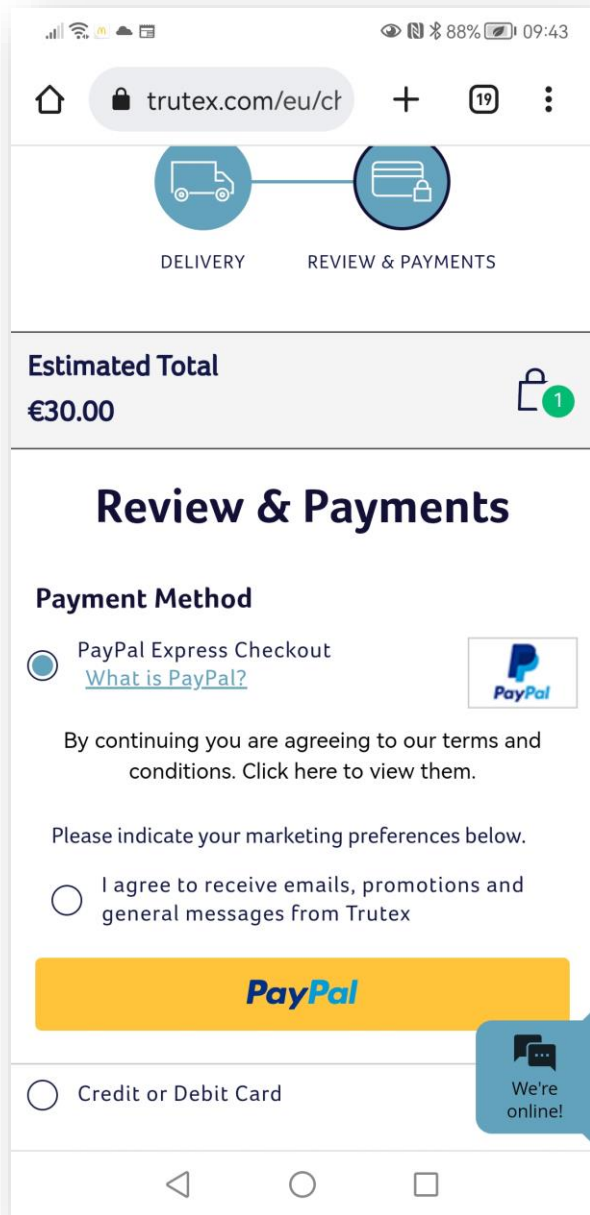 88% 09:43
trutex.com/eu/ch
19
DELIVERY REVIEW & PAYMENTS
Estimated Total
€30.00
1
Review & Payments
Payment Method
PayPal Express Checkout
What is PayPal?
PayPal
By continuing you are agreeing to our terms and
conditions. Click here to view them.
Please indicate your marketing preferences below.
I agree to receive emails, promotions and
general messages from Trutex
PayPal
We're
online!
Credit or Debit Card